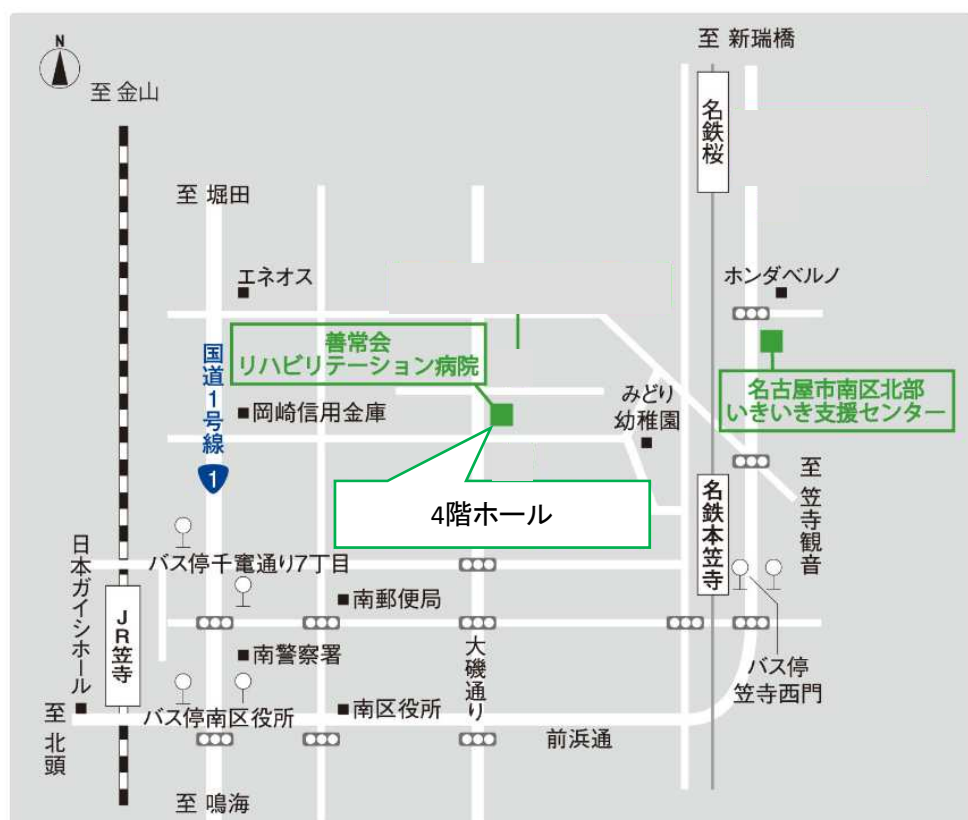 N
至 金山
至 新瑞橋
名鉄桜
至 堀田
エネオス
ホンダベルノ
善常会
リハビリテーション病院
国道1号線
1
岡崎信用金庫
みどり
幼稚園
名古屋市南区北部
いきいき支援センター
4階ホール
名鉄本笠寺
至 笠寺観音
日本ガイシホール
バス停千竃通り7丁目
JR笠寺
南郵便局
南警察署
大磯通り
バス停
笠寺西門
バス停南区役所
南区役所
前浜通
至 北頭
至 鳴海